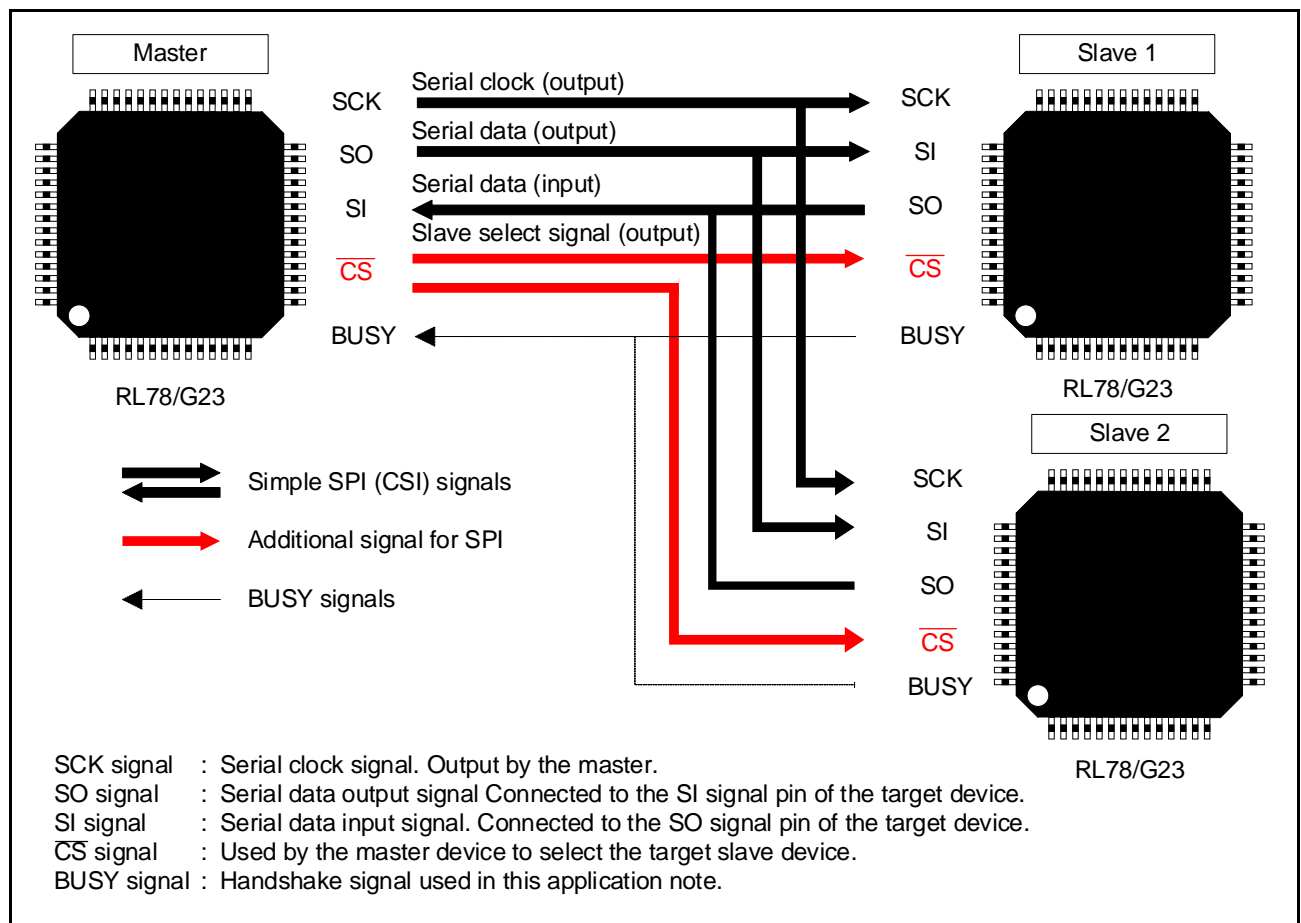 Master
Slave 1
SCK
Serial clock (output)
SCK
SO
Serial data (output)
SI
SI
Serial data (input)
SO
Slave select signal (output)
CS
CS
BUSY
BUSY
RL78/G23
RL78/G23
Slave 2
Simple SPI (CSI) signals
SCK
Additional signal for SPI
SI
BUSY signals
SO
CS
BUSY
RL78/G23
SCK signal : Serial clock signal. Output by the master.
SO signal : Serial data output signal Connected to the SI signal pin of the target device.
SI signal : Serial data input signal. Connected to the SO signal pin of the target device.
CS signal : Used by the master device to select the target slave device.
BUSY signal : Handshake signal used in this application note.